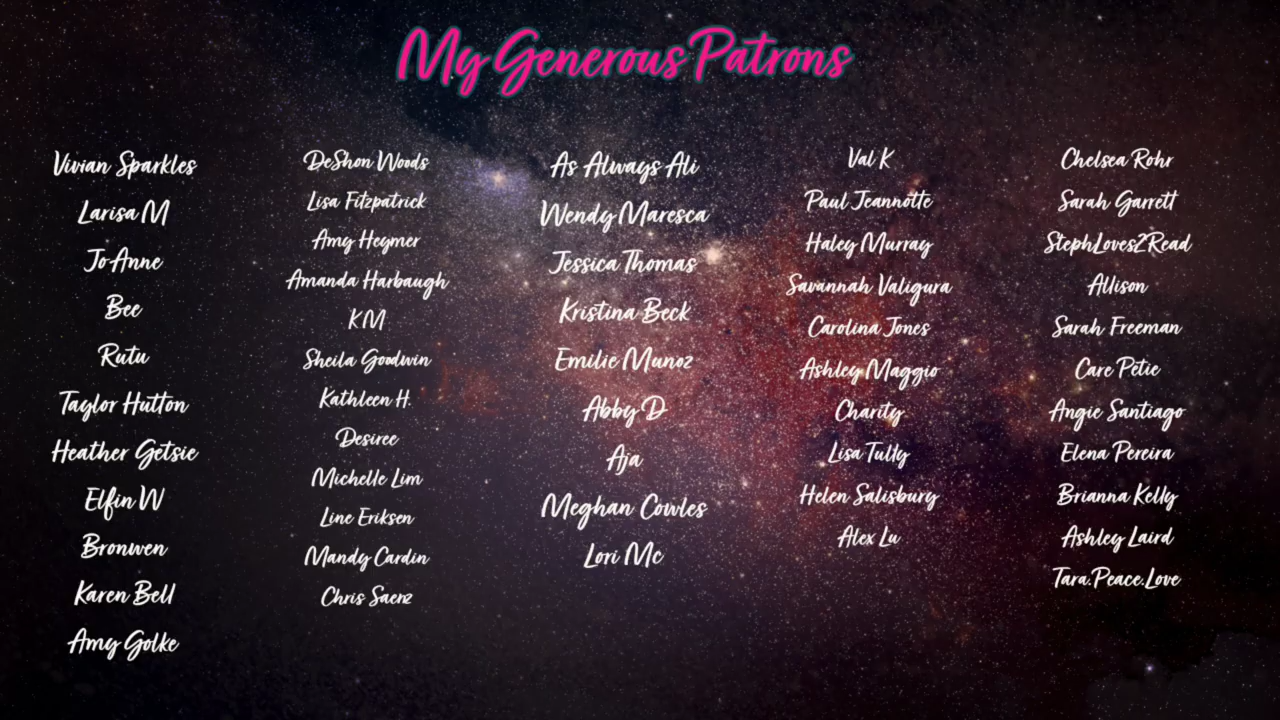 My Generous Patrons
Vivian Sparkles
Larisa M
Jo Anne
Bee
Rutu
Taylor Hutton
Heather Getsie
Elfin W
Bronwen
Karen Bell
Amy Golke
DeShon Woods
Lisa Fitzpatrick
Amy Heymer
Amanda Harbaugh
KM
Sheila Goodwin
Kathleen H.
Desiree
Michelle Lim
Line Eriksen
Mandy Cardin
Chris Saenz
As Always Ali
Wendy Maresca
Jessica Thomas
Kristina Beck
Emilie Munoz
Abby D
Aja
Meghan Cowles
Lori Mc
Val K
Paul Jeannotte
Haley Murray
Savannah Valigura
Carolina Jones
Ashley Maggio
Charity
Lisa Tully
Helen Salisbury
Alex Lu
Chelsea Rohr
Sarah Garrett
StephLoves2Read
Allison
Sarah Freeman
Care Petie
Angie Santiago
Elena Pereira
Brianna Kelly
Ashley Laird
Tara.Peace.Love